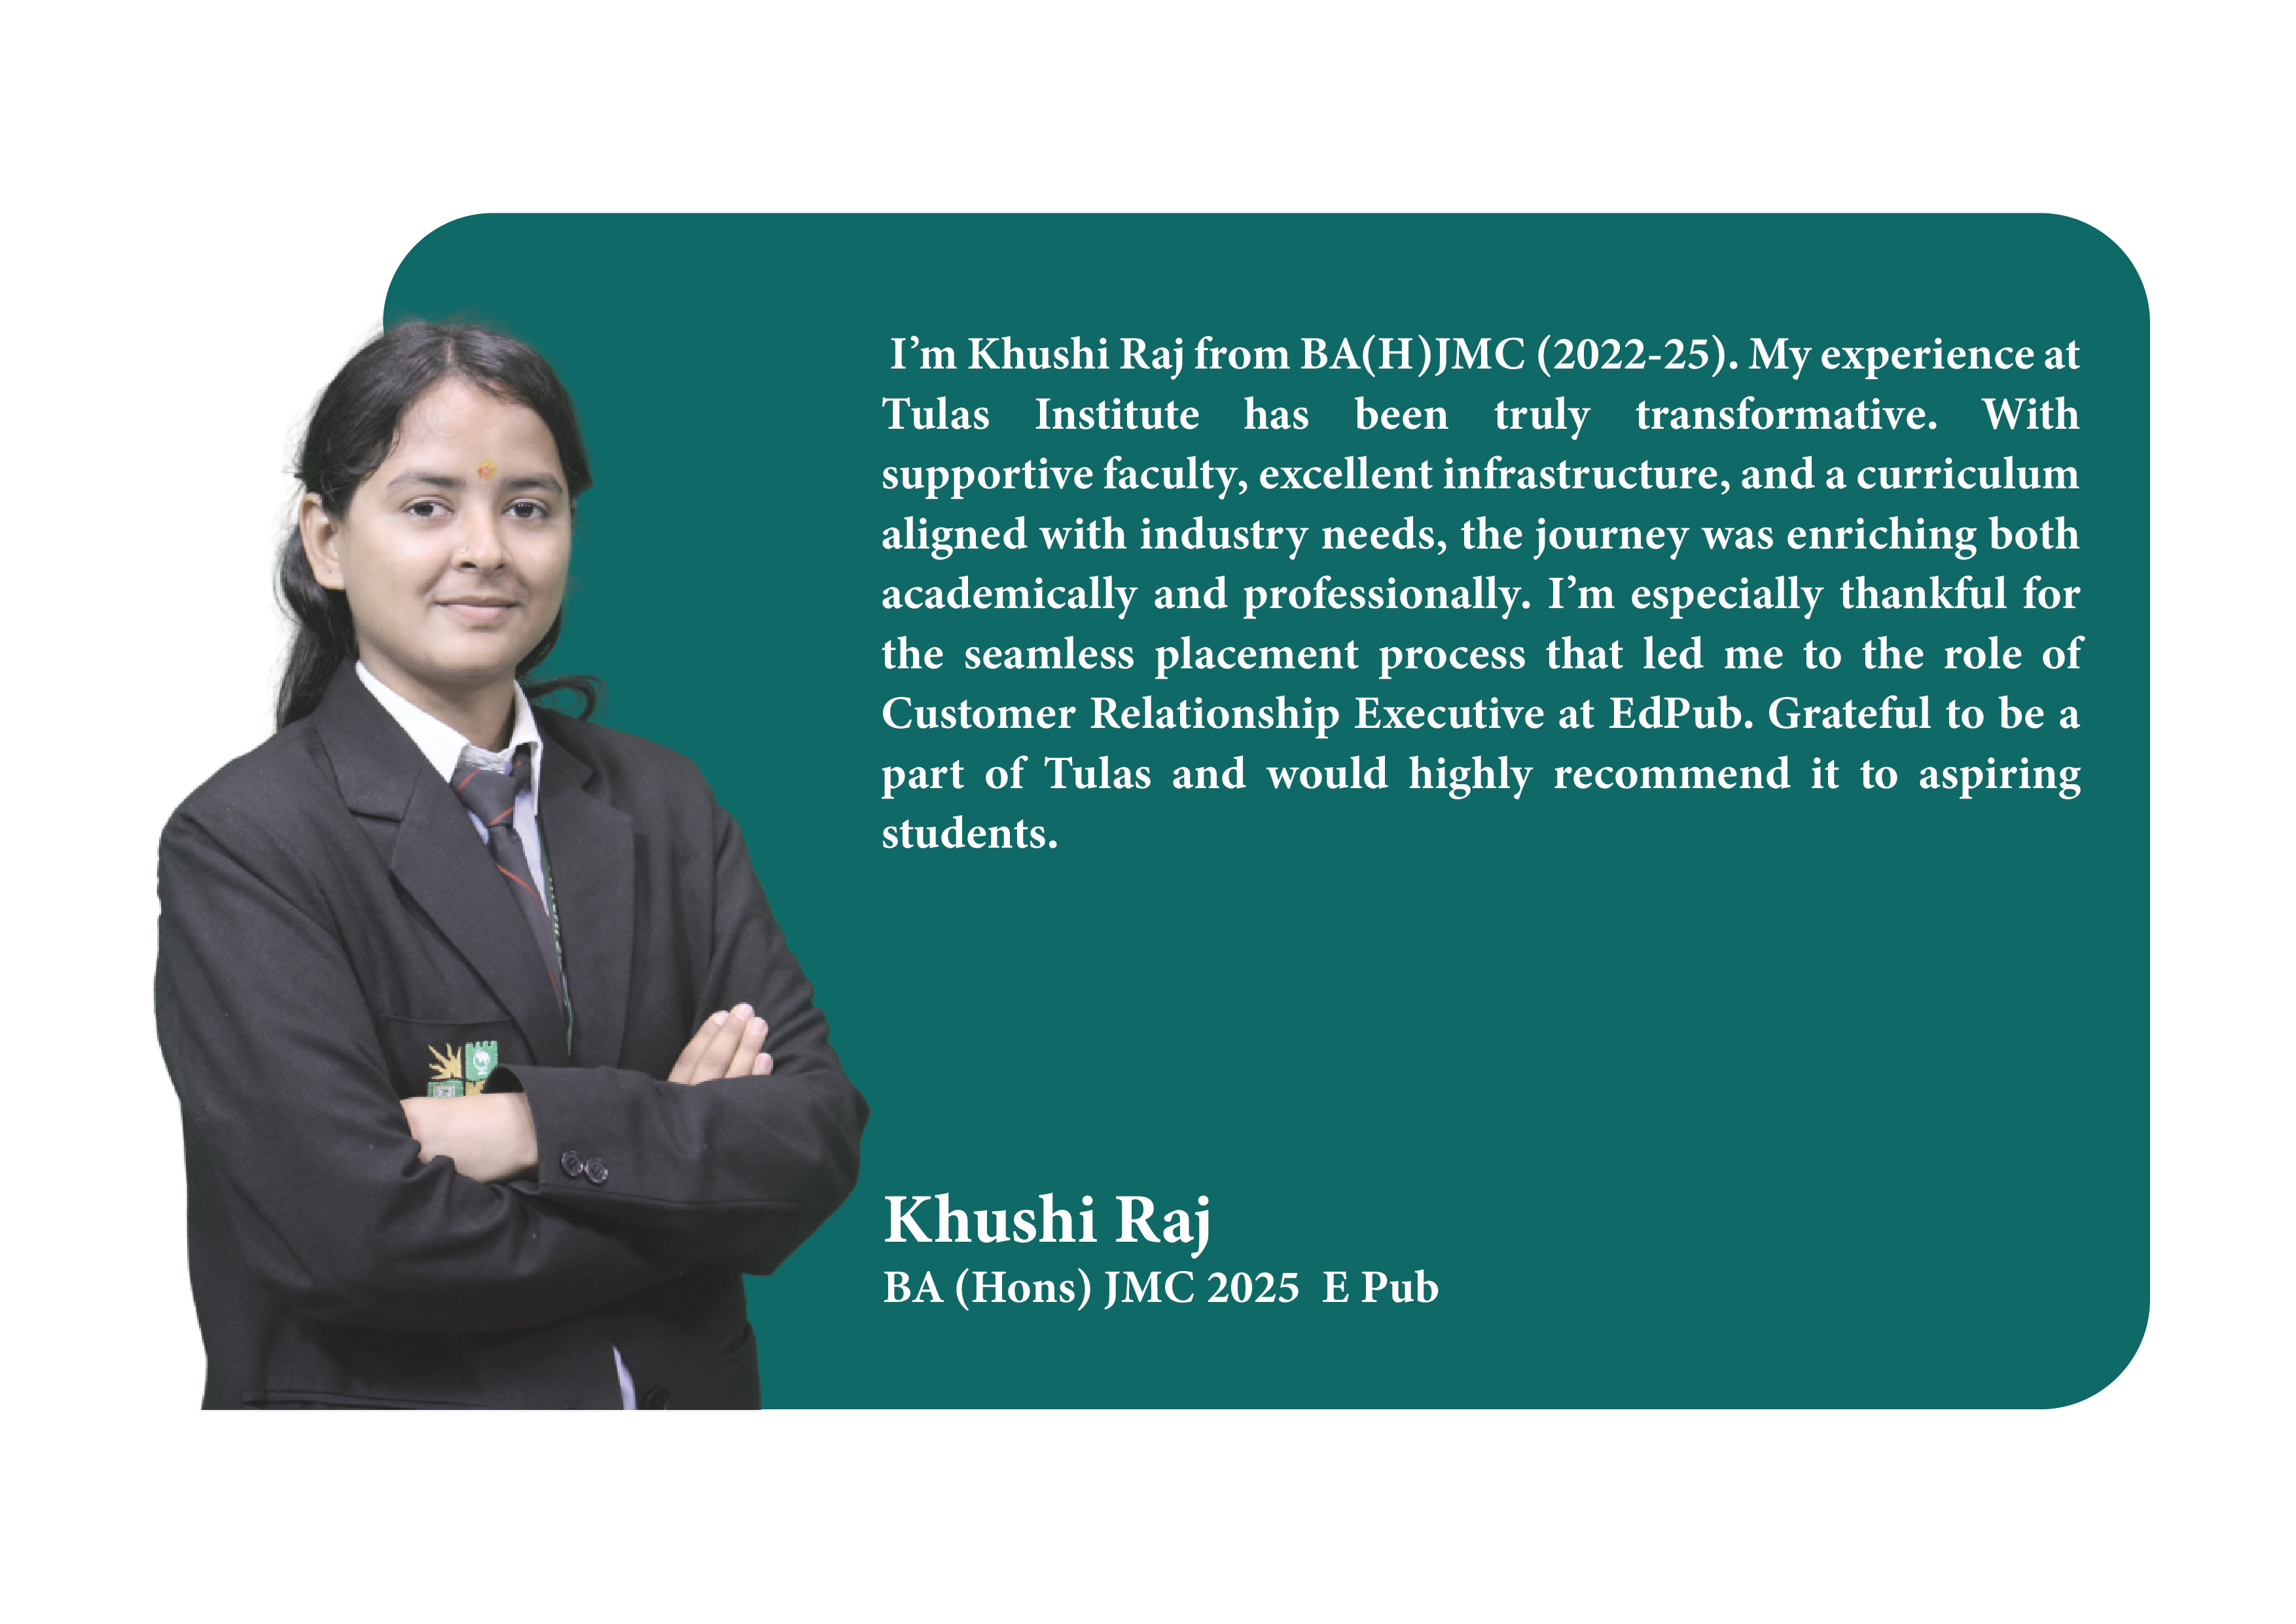 I’m Khushi Raj from BA(H)JMC (2022-25). My experience at
Tulas Institute has been truly transformative. With
supportive faculty, excellent infrastructure, and a curriculum
aligned with industry needs, the journey was enriching both
academically and professionally. I’m especially thankful for
the seamless placement process that led me to the role of
Customer Relationship Executive at EdPub. Grateful to be a
part of Tulas and would highly recommend it to aspiring
students.
Khushi Raj
BA (Hons) JMC 2025  E Pub